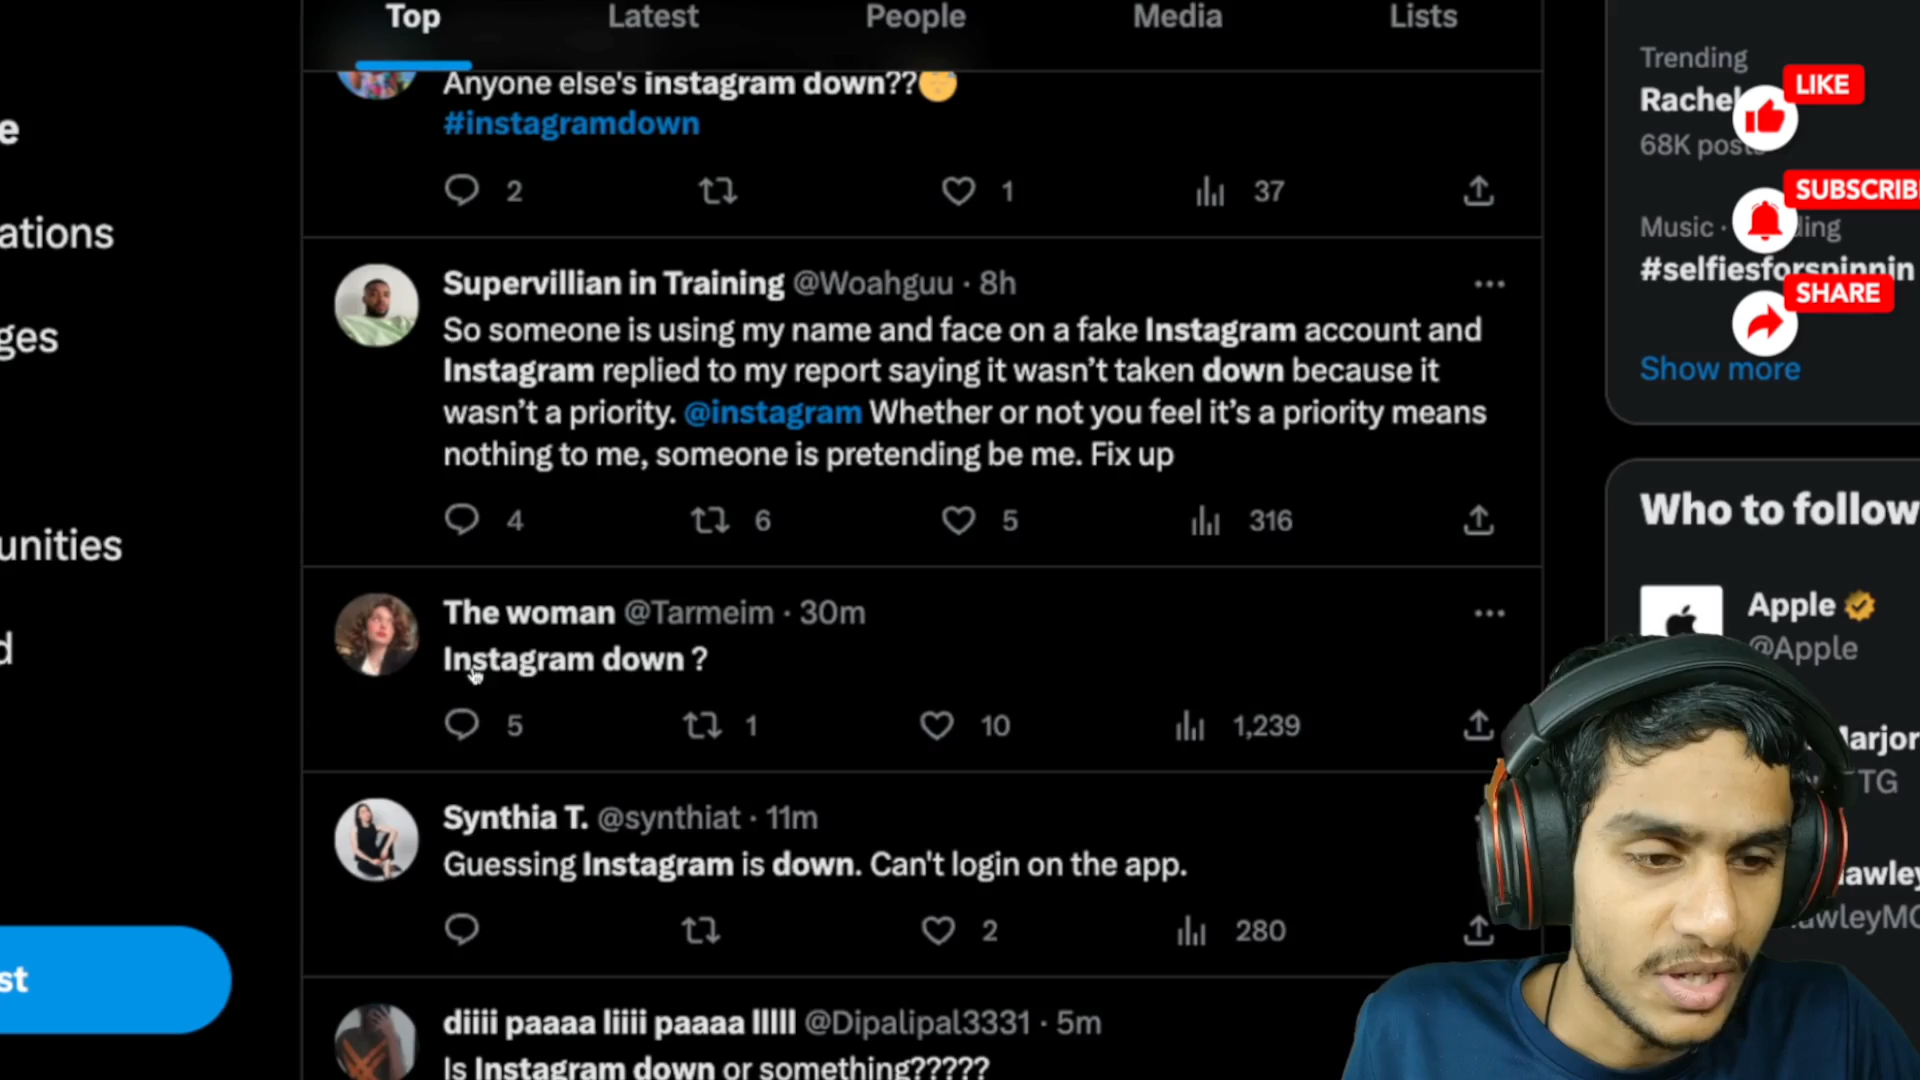 Top Latest People Media Lists
Anyone else's instagram down??
#instagramdown
2 1 37
Supervillian in Training @Woahguu · 8h
So someone is using my name and face on a fake Instagram account and
Instagram replied to my report saying it wasn't taken down because it
wasn't a priority. @instagram Whether or not you feel it's a priority means
nothing to me, someone is pretending be me. Fix up
4 6 5 316
The woman @Tarmeim · 30m
Instagram down ?
5 1 10 1,239
Synthia T. @synthiat · 11m
Guessing Instagram is down. Can't login on the app.
2 280
diiii paaaa liiii paaaa lllll @Dipalipal3331 · 5m
Is Instagram down or something?????
e
ations
ges
unities
d
st
Trending
Rachel
68K posts
Music ·
ding
#selfiesforspinnin
Show more
LIKE
SUBSCRIBE
SHARE
Who to follow
Apple
@Apple
Marjor
TG
awley
awleyMC